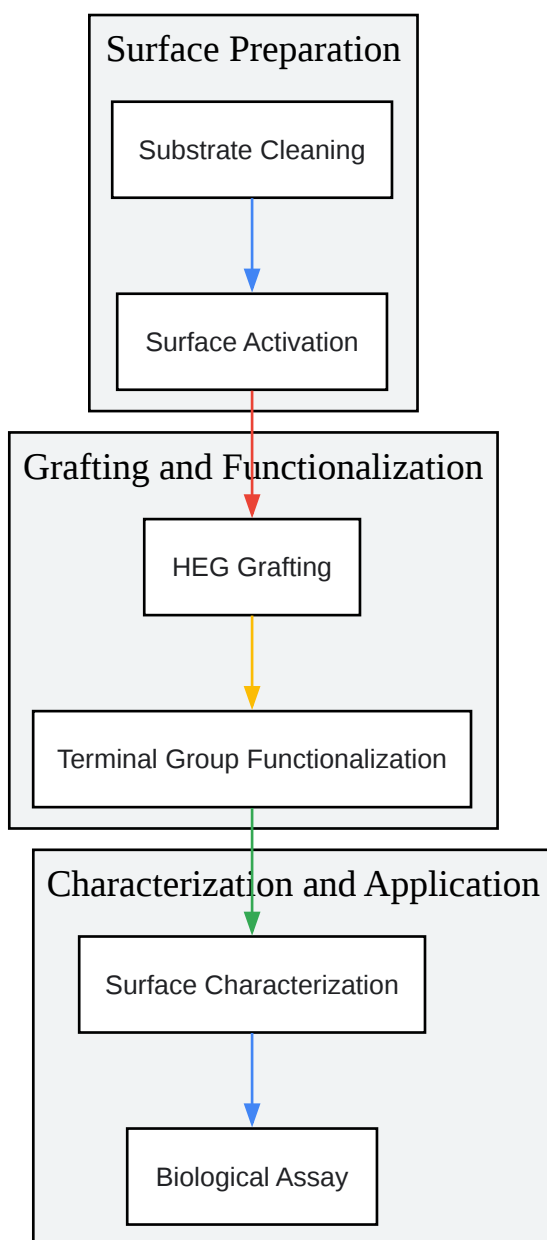 Surface Preparation
Substrate Cleaning
Surface Activation
Grafting and Functionalization
HEG Grafting
Terminal Group Functionalization
Characterization and Application
Surface Characterization
Biological Assay